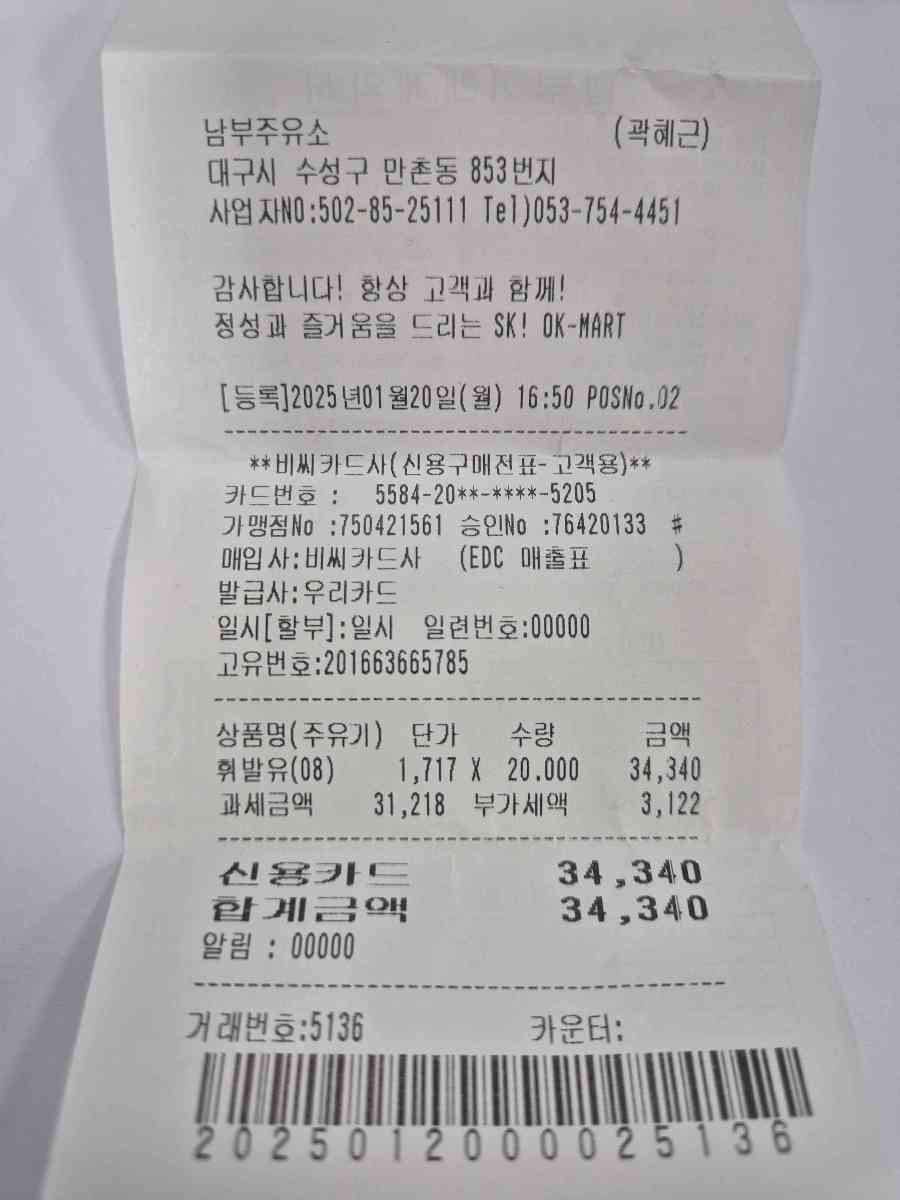 남부주유소 (곽혜근)
대구시 수성구 만촌동 853번지
사업자NO:502-85-25111 Tel)053-754-4451
감사합니다! 항상 고객과 함께!
정성과 즐거움을 드리는 SK! OK-MART
[등록]2025년01월20일(월) 16:50 POSNo.02
**비씨카드사(신용구매전표-고객용)**
카드번호 : 5584-20**-****-5205
가맹점No :750421561 승인No :76420133 #
매입사:비씨카드사 (EDC 매출표 )
발급사:우리카드
일시[할부]:일시 일련번호:00000
고유번호:201663665785
상품명(주유기) 단가 수량 금액
휘발유(08) 1,717 X 20.000 34,340
과세금액 31,218 부가세액 3,122
신용카드 34,340
합계금액 34,340
알림 : 00000
거래번호:5136 카운터:
20250120000025136